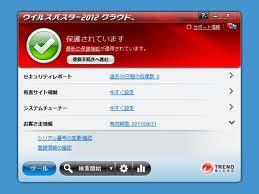 ウイルスバスター2012 クラウド
サポート情報
保護されています
最新の保護機能が適用されています。
更新手続きへ進む
セキュリティレポート 過去30日間の処理数: 0
有害サイト規制 今すぐ設定
システムチューナー 今すぐ設定
お客さま情報 有効期限: 2011/08/31
シリアル番号の変更/確認
登録情報の確認
ツール 検索開始 TREND MICRO